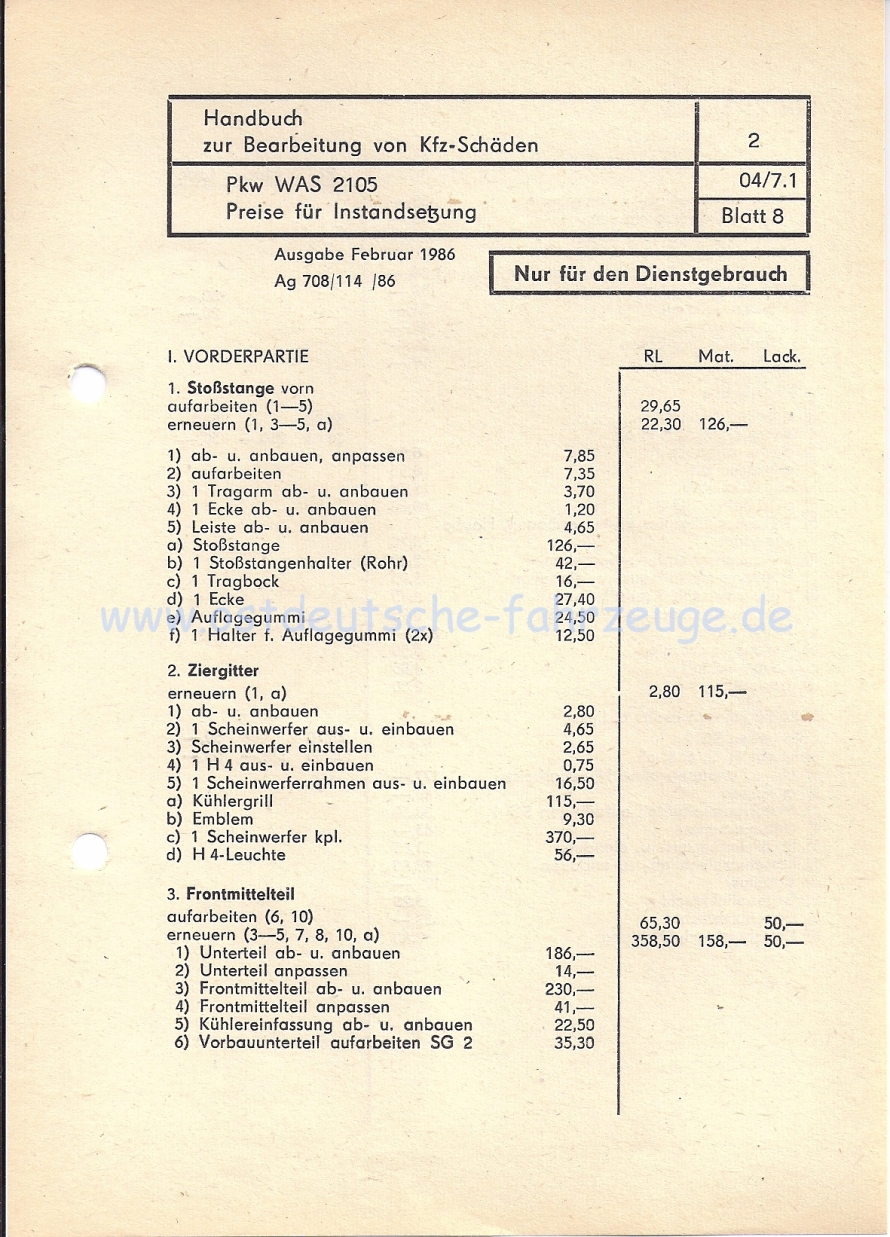 Handbuch
zur Bearbeitung von Kfz-Schäden
2
Pkw WAS 2105
Preise für Instandsetzung
04/7.1
Blatt 8
Ausgabe Februar 1986
Ag 708/114 /86
Nur für den Dienstgebrauch
I. VORDERPARTIE RL Mat. Lack.
1. Stoßstange vorn
aufarbeiten (1—5) 29,65
erneuern (1, 3—5, a) 22,30 126,—
1) ab- u. anbauen, anpassen 7,85
2) aufarbeiten 7,35
3) 1 Tragarm ab- u. anbauen 3,70
4) 1 Ecke ab- u. anbauen 1,20
5) Leiste ab- u. anbauen 4,65
a) Stoßstange 126,—
b) 1 Stoßstangenhalter (Rohr) 42,—
c) 1 Tragbock 16,—
d) 1 Ecke 27,40
www.ostdeutsche-fahrzeuge.de
e) Auflagegummi 24,50
f) 1 Halter f. Auflagegummi (2x) 12,50
2. Ziergitter
erneuern (1, a) 2,80 115,—
1) ab- u. anbauen 2,80
2) 1 Scheinwerfer aus- u. einbauen 4,65
3) Scheinwerfer einstellen 2,65
4) 1 H 4 aus- u. einbauen 0,75
5) 1 Scheinwerferrahmen aus- u. einbauen 16,50
a) Kühlergrill 115,—
b) Emblem 9,30
c) 1 Scheinwerfer kpl. 370,—
d) H 4-Leuchte 56,—
3. Frontmittelteil
aufarbeiten (6, 10) 65,30 50,—
erneuern (3—5, 7, 8, 10, a) 358,50 158,— 50,—
1) Unterteil ab- u. anbauen 186,—
2) Unterteil anpassen 14,—
3) Frontmittelteil ab- u. anbauen 230,—
4) Frontmittelteil anpassen 41,—
5) Kühlereinfassung ab- u. anbauen 22,50
6) Vorbauunterteil aufarbeiten SG 2 35,30